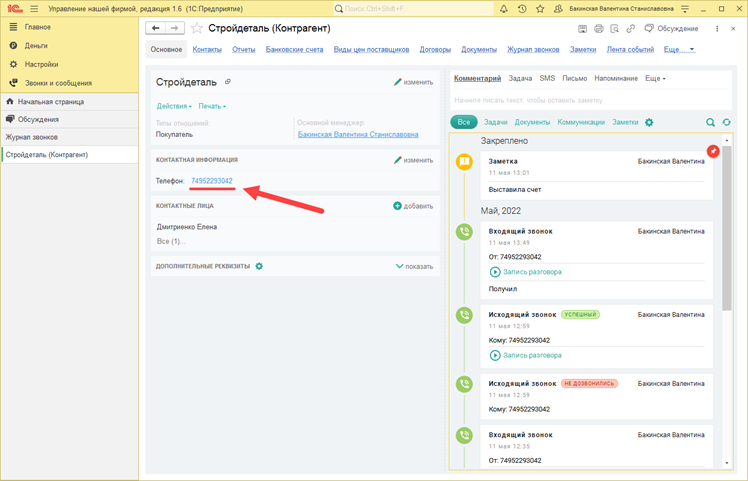 1С Управление нашей фирмой, редакция 1.6 (1С:Предприятие)
Поиск Ctrl+Shift+F
Бакинская Валентина Станиславовна
Главное
Деньги
Настройки
Звонки и сообщения
Начальная страница
Обсуждения
Журнал звонков
Стройдеталь (Контрагент)
Стройдеталь (Контрагент)
Обсуждение
Основное Контакты Отчеты Банковские счета Виды цен поставщиков Договоры Документы Журнал звонков Заметки Лента событий Еще...
Стройдеталь
изменить
Действия Печать
Типы отношений: Основной менеджер:
Покупатель Бакинская Валентина Станиславовна
КОНТАКТНАЯ ИНФОРМАЦИЯ изменить
Телефон: 74952293042
КОНТАКТНЫЕ ЛИЦА добавить
Дмитриенко Елена
Все (1)...
ДОПОЛНИТЕЛЬНЫЕ РЕКВИЗИТЫ показать
Комментарий Задача SMS Письмо Напоминание Еще
Начните писать текст, чтобы оставить заметку
Все Задачи Документы Коммуникации Заметки
Закреплено
Заметка Бакинская Валентина
11 мая 13:01
Выставила счет
Май, 2022
Входящий звонок Бакинская Валентина
11 мая 13:49
От: 74952293042
Запись разговора
Получил
Исходящий звонок УСПЕШНЫЙ Бакинская Валентина
11 мая 12:59
Кому: 74952293042
Запись разговора
Исходящий звонок НЕ ДОЗВОНИЛИСЬ Бакинская Валентина
11 мая 12:59
Кому: 74952293042
Входящий звонок Бакинская Валентина
11 мая 12:35
От: 74952293042